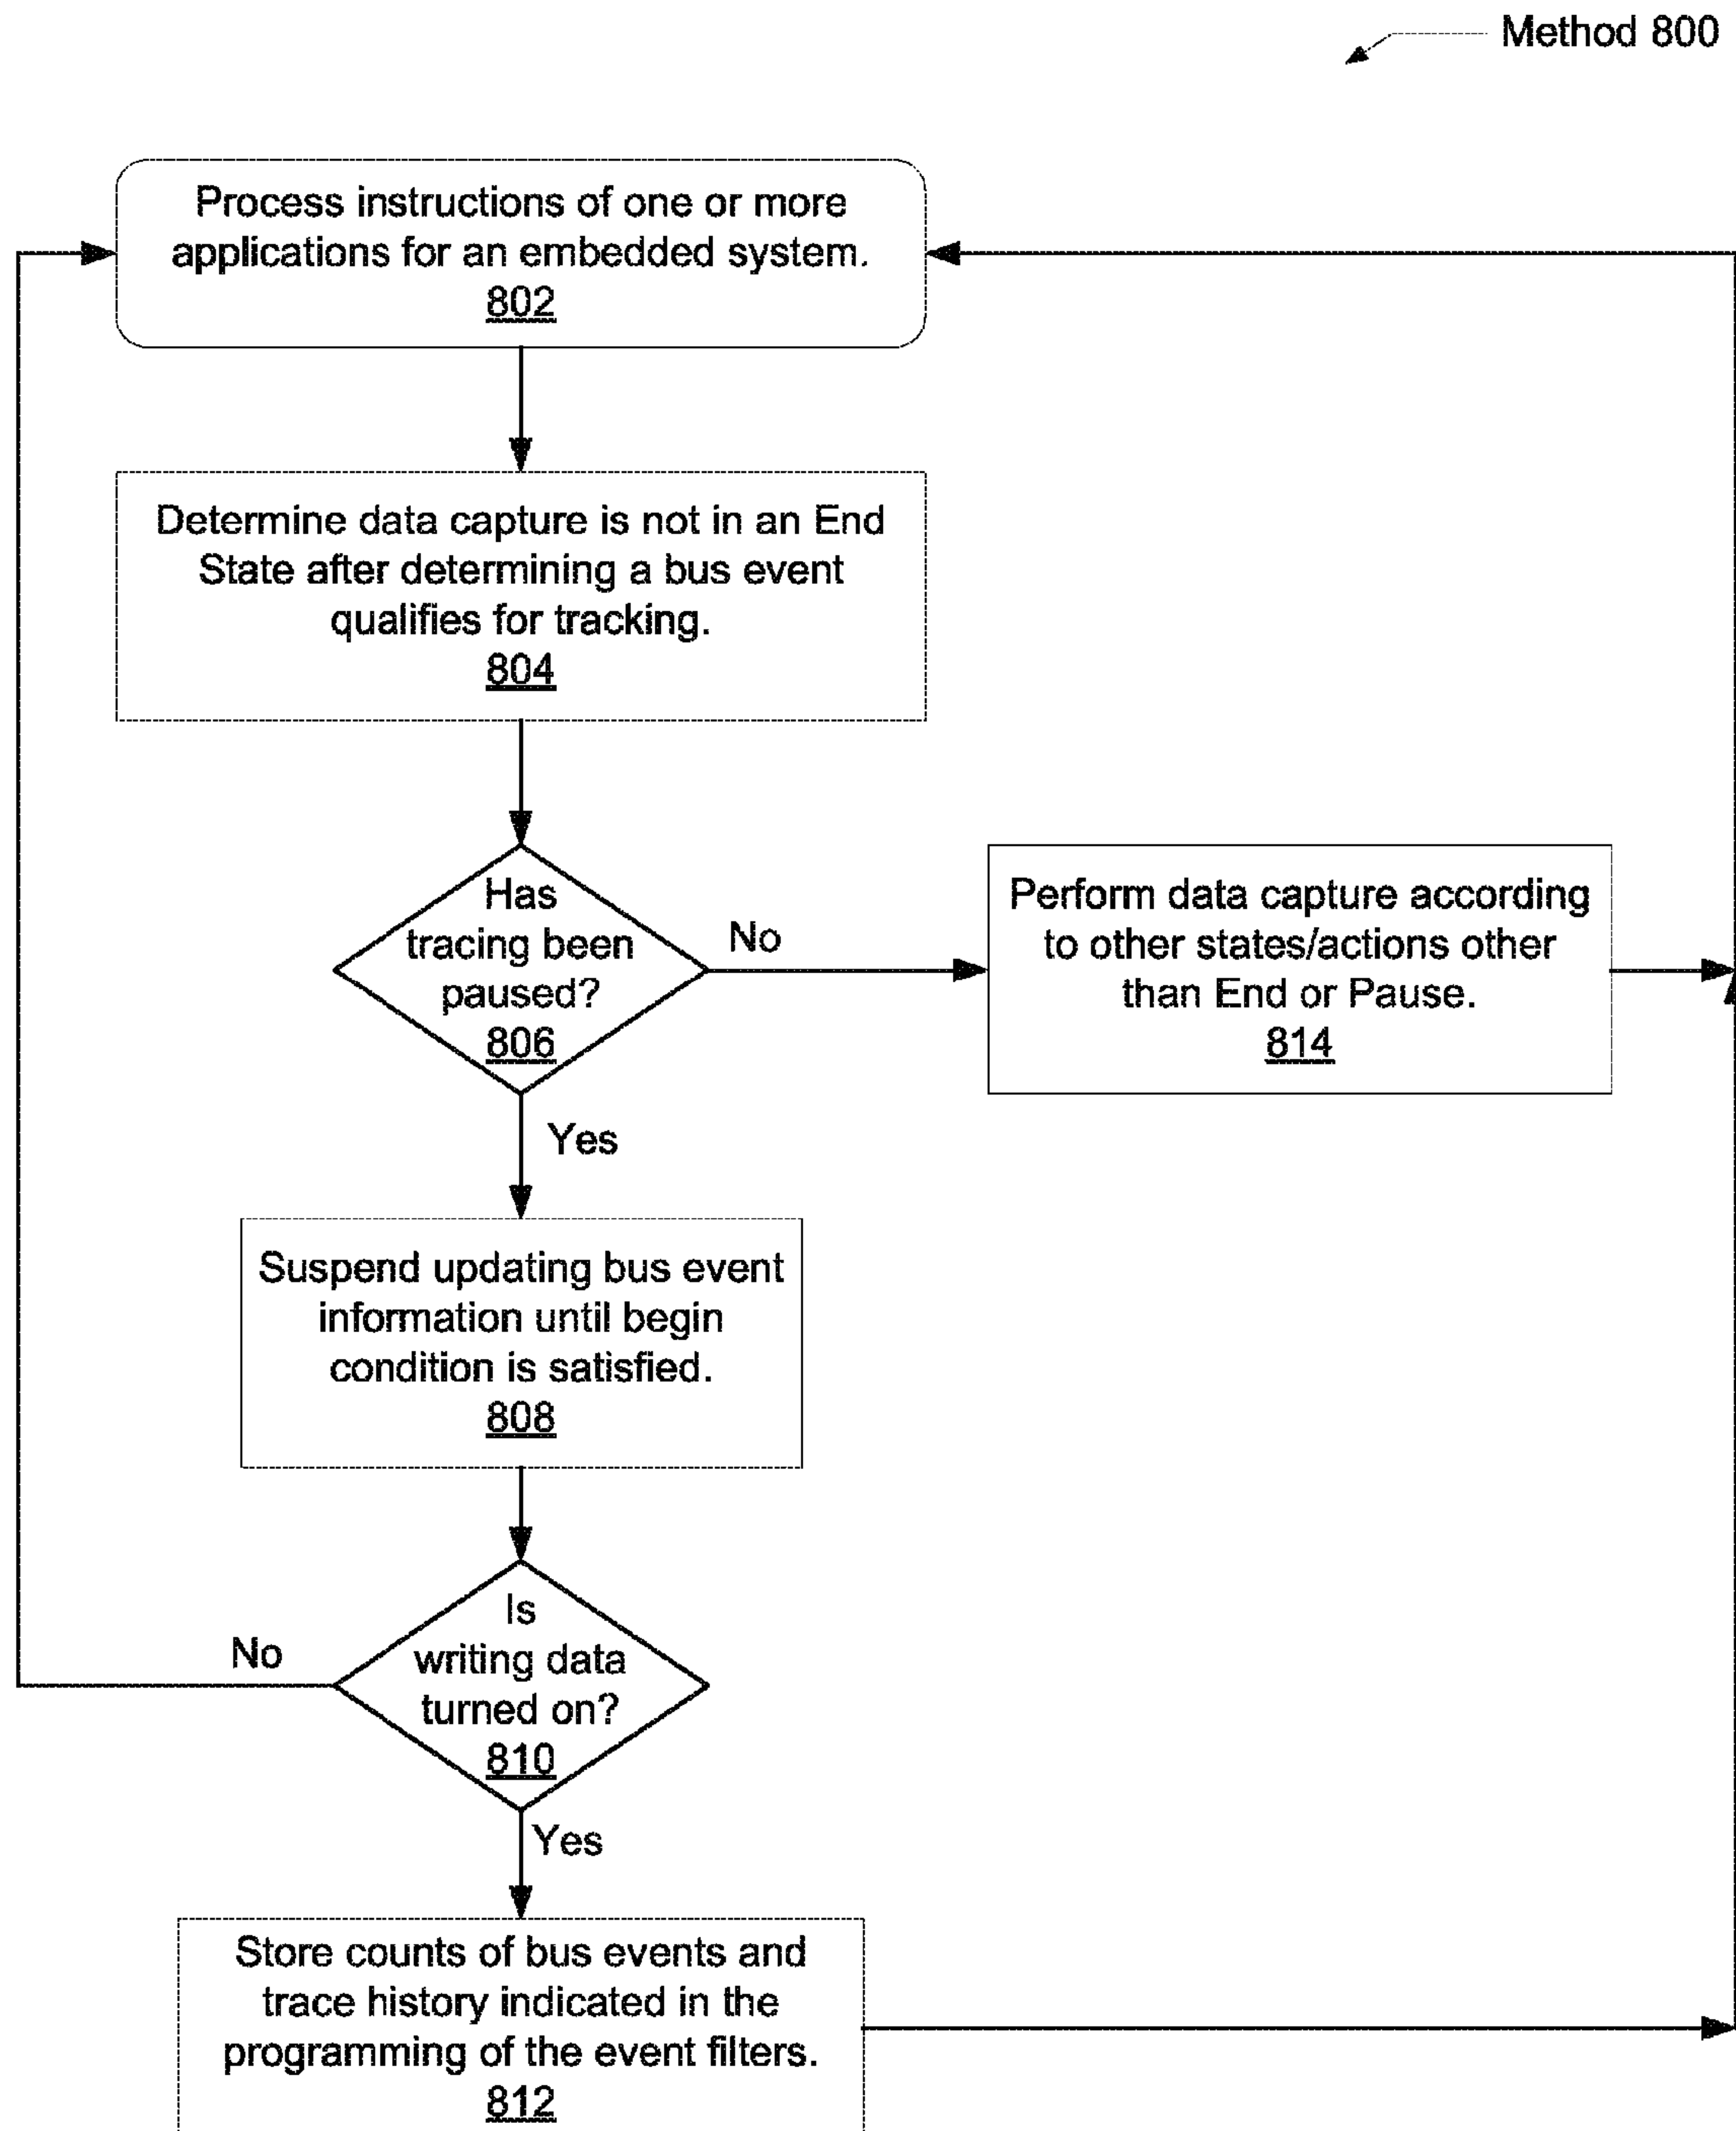 Method 800
Process instructions of one or more
applications for an embedded system.
802
Determine data capture is not in an End
State after determining a bus event
qualifies for tracking.
804
Has
tracing been
paused?
806
No
Perform data capture according
to other states/actions other
than End or Pause.
814
Yes
Suspend updating bus event
information until begin
condition is satisfied.
808
Is
writing data
turned on?
810
No
Yes
Store counts of bus events and
trace history indicated in the
programming of the event filters.
812